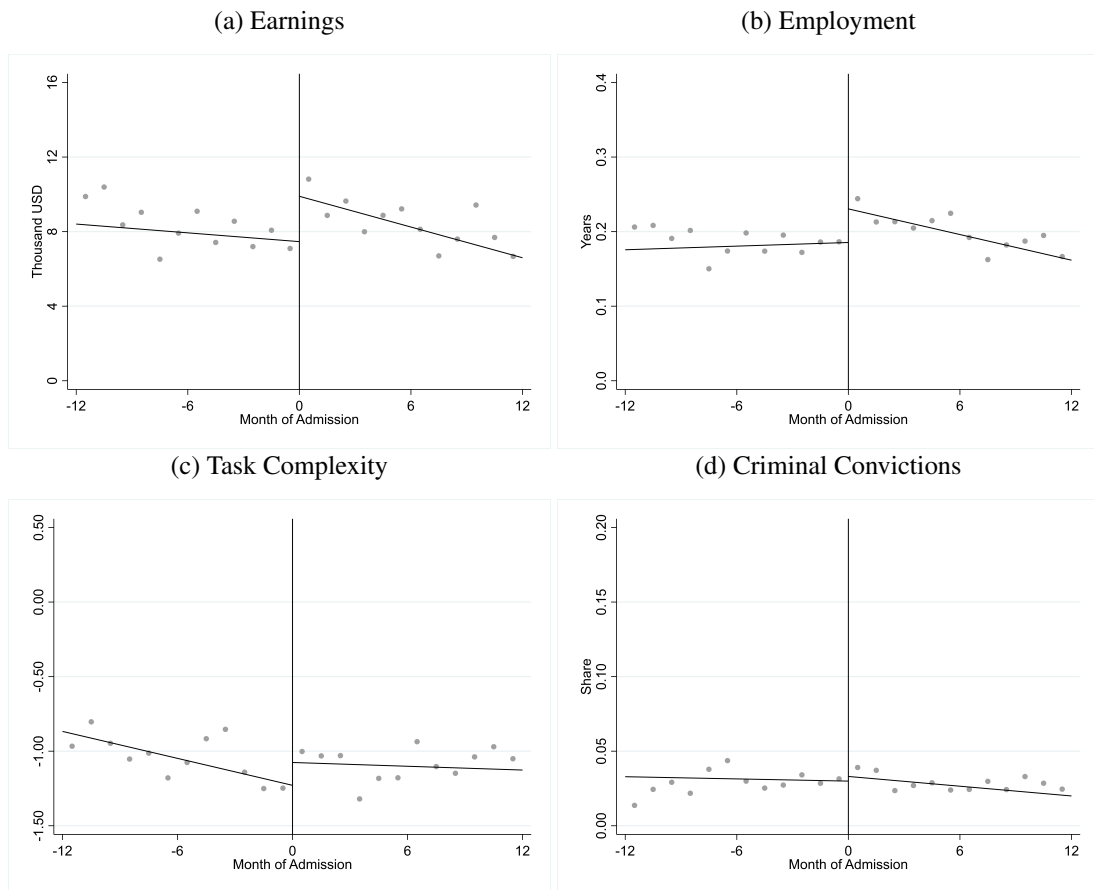 (a) Earnings
(b) Employment
16
12
8
4
0
Thousand USD
-12 -6 0 6 12
Month of Admission
0.4
0.3
0.2
0.1
0.0
Years
-12 -6 0 6 12
Month of Admission
(c) Task Complexity
(d) Criminal Convictions
0.50
0.00
-0.50
-1.00
-1.50
-12 -6 0 6 12
Month of Admission
0.20
0.15
0.10
0.05
0.00
Share
-12 -6 0 6 12
Month of Admission